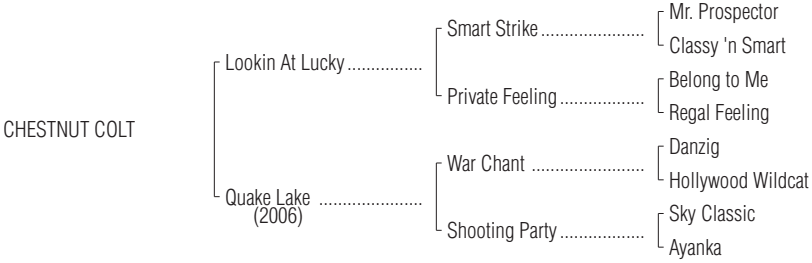 Mr. Prospector
Smart Strike ......................
Classy 'n Smart
Lookin At Lucky ................
Belong to Me
Private Feeling ..................
Regal Feeling
CHESTNUT COLT
Danzig
War Chant ........................
Hollywood Wildcat
Quake Lake ......................
(2006)
Sky Classic
Shooting Party ..................
Ayanka